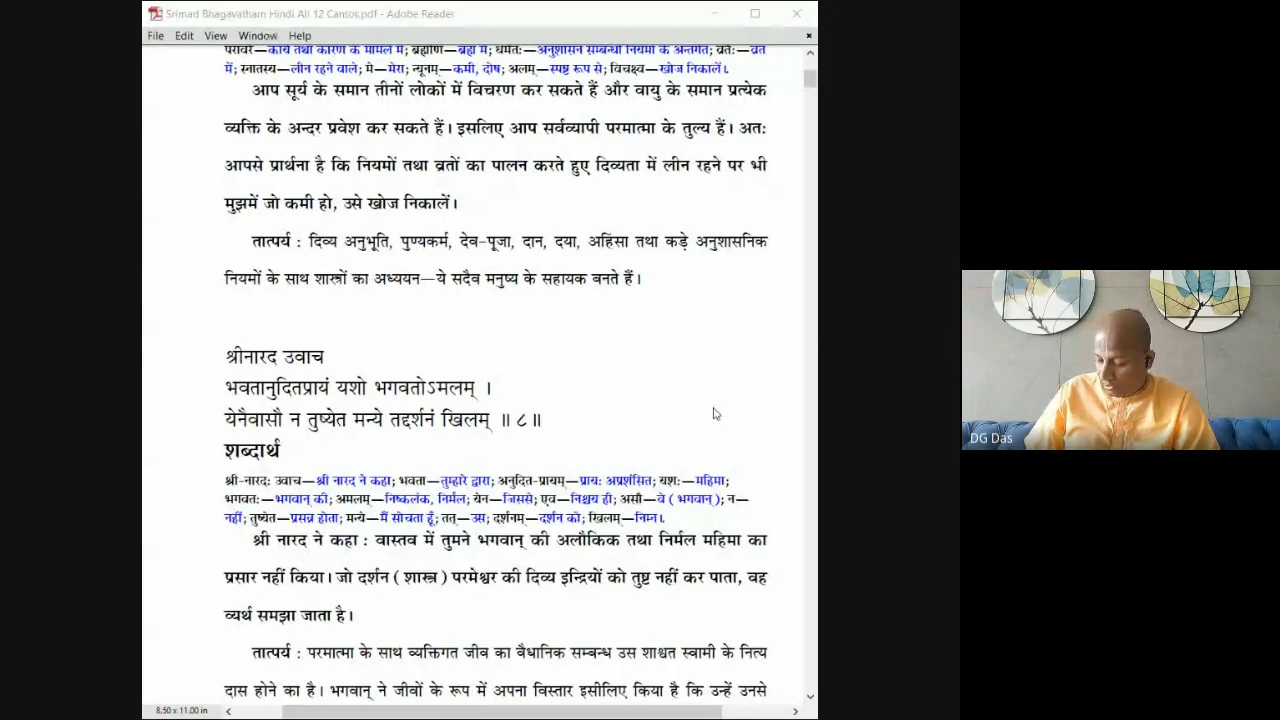 Srimad Bhagavatham Hindi All 12 Cantos.pdf - Adobe Reader
File Edit View Window Help
परावरे—कार्य तथा कारण के मामले में; ब्रह्मणि—ब्रह्म में; धर्मतः—अनुशासन सम्बन्धी नियमों के अन्तर्गत; व्रतैः—व्रत
में; स्नातस्य—लीन रहने वाले; मे—मेरा; न्यूनम्—कमी, दोष; अलम्—स्पष्ट रूप से; विचक्ष्व—खोज निकालें।
आप सूर्य के समान तीनों लोकों में विचरण कर सकते हैं और वायु के समान प्रत्येक
व्यक्ति के अन्दर प्रवेश कर सकते हैं। इसलिए आप सर्वव्यापी परमात्मा के तुल्य हैं। अतः
आपसे प्रार्थना है कि नियमों तथा व्रतों का पालन करते हुए दिव्यता में लीन रहने पर भी
मुझमें जो कमी हो, उसे खोज निकालें।
तात्पर्य : दिव्य अनुभूति, पुण्यकर्म, देव-पूजा, दान, दया, अहिंसा तथा कड़े अनुशासनिक
नियमों के साथ शास्त्रों का अध्ययन—ये सदैव मनुष्य के सहायक बनते हैं।
श्रीनारद उवाच
भवतानुदितप्रायं यशो भगवतोऽमलम् ।
येनैवासौ न तुष्येत मन्ये तद्दर्शनं खिलम् ॥ ८॥
शब्दार्थ
श्री-नारदः उवाच—श्री नारद ने कहा; भवता—तुम्हारे द्वारा; अनुदित-प्रायम्—प्रायः अप्रशंसित; यशः—महिमा;
भगवतः—भगवान् की; अमलम्—निष्कलंक, निर्मल; येन—जिससे; एव—निश्चय ही; असौ—वे (भगवान्); न—
नहीं; तुष्येत—प्रसन्न होता; मन्ये—मैं सोचता हूँ; तत्—उस; दर्शनम्—दर्शन को; खिलम्—निम्न।
श्री नारद ने कहा : वास्तव में तुमने भगवान् की अलौकिक तथा निर्मल महिमा का
प्रसार नहीं किया। जो दर्शन (शास्त्र) परमेश्वर की दिव्य इन्द्रियों को तुष्ट नहीं कर पाता, वह
व्यर्थ समझा जाता है।
तात्पर्य : परमात्मा के साथ व्यक्तिगत जीव का वैधानिक सम्बन्ध उस शाश्वत स्वामी के नित्य
दास होने का है। भगवान् ने जीवों के रूप में अपना विस्तार इसीलिए किया है कि उन्हें उनसे
8.50 x 11.00 in
DG Das